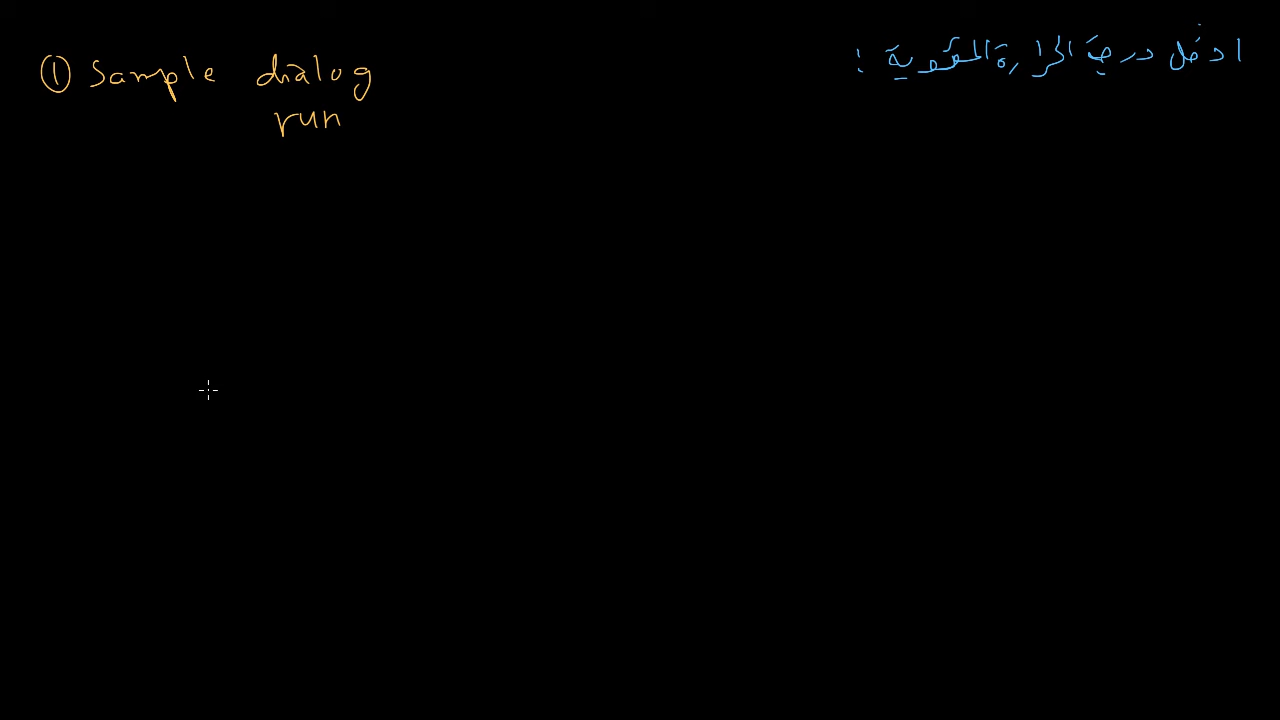 ① Sample dialog
run
ادخل درجة الحرارة المئوية :